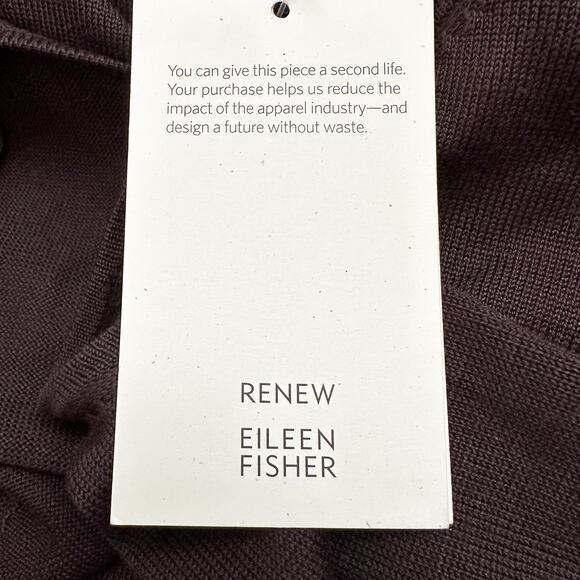 You can give this piece a second life.
Your purchase helps us reduce the
impact of the apparel industry—and
design a future without waste.
RENEW
EILEEN
FISHER